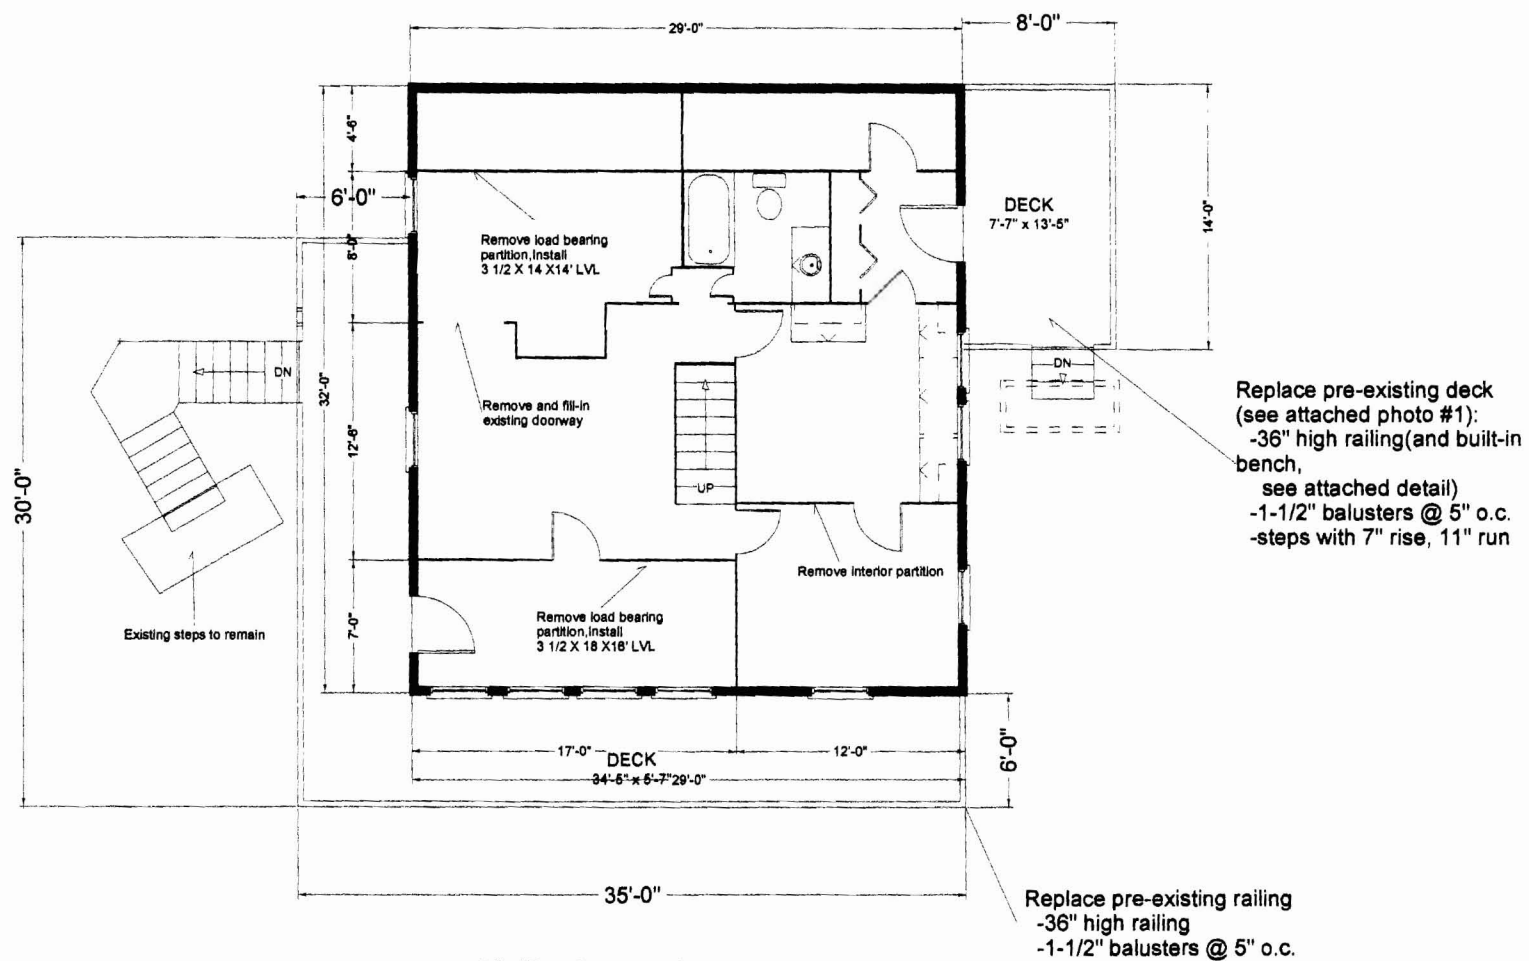 29'-0"
8'-0"
4'-6"
6'-0"
8'-0"
14'-0"
DECK
7'-7" x 13'-5"
Remove load bearing
partition,Install
3 1/2 X 14 X14' LVL
DN
32'-0"
DN
Remove and fill-in
existing doorway
12'-6"
30'-0"
UP
Replace pre-existing deck
(see attached photo #1):
-36" high railing(and built-in
bench,
see attached detail)
-1-1/2" balusters @ 5" o.c.
-steps with 7" rise, 11" run
Remove interior partition
Existing steps to remain
7'-0"
Remove load bearing
partition,Install
3 1/2 X 18 X16' LVL
17'-0"
DECK
12'-0"
34'-5" x 5'-7"
29'-0"
6'-0"
35'-0"
Replace pre-existing railing
-36" high railing
-1-1/2" balusters @ 5" o.c.